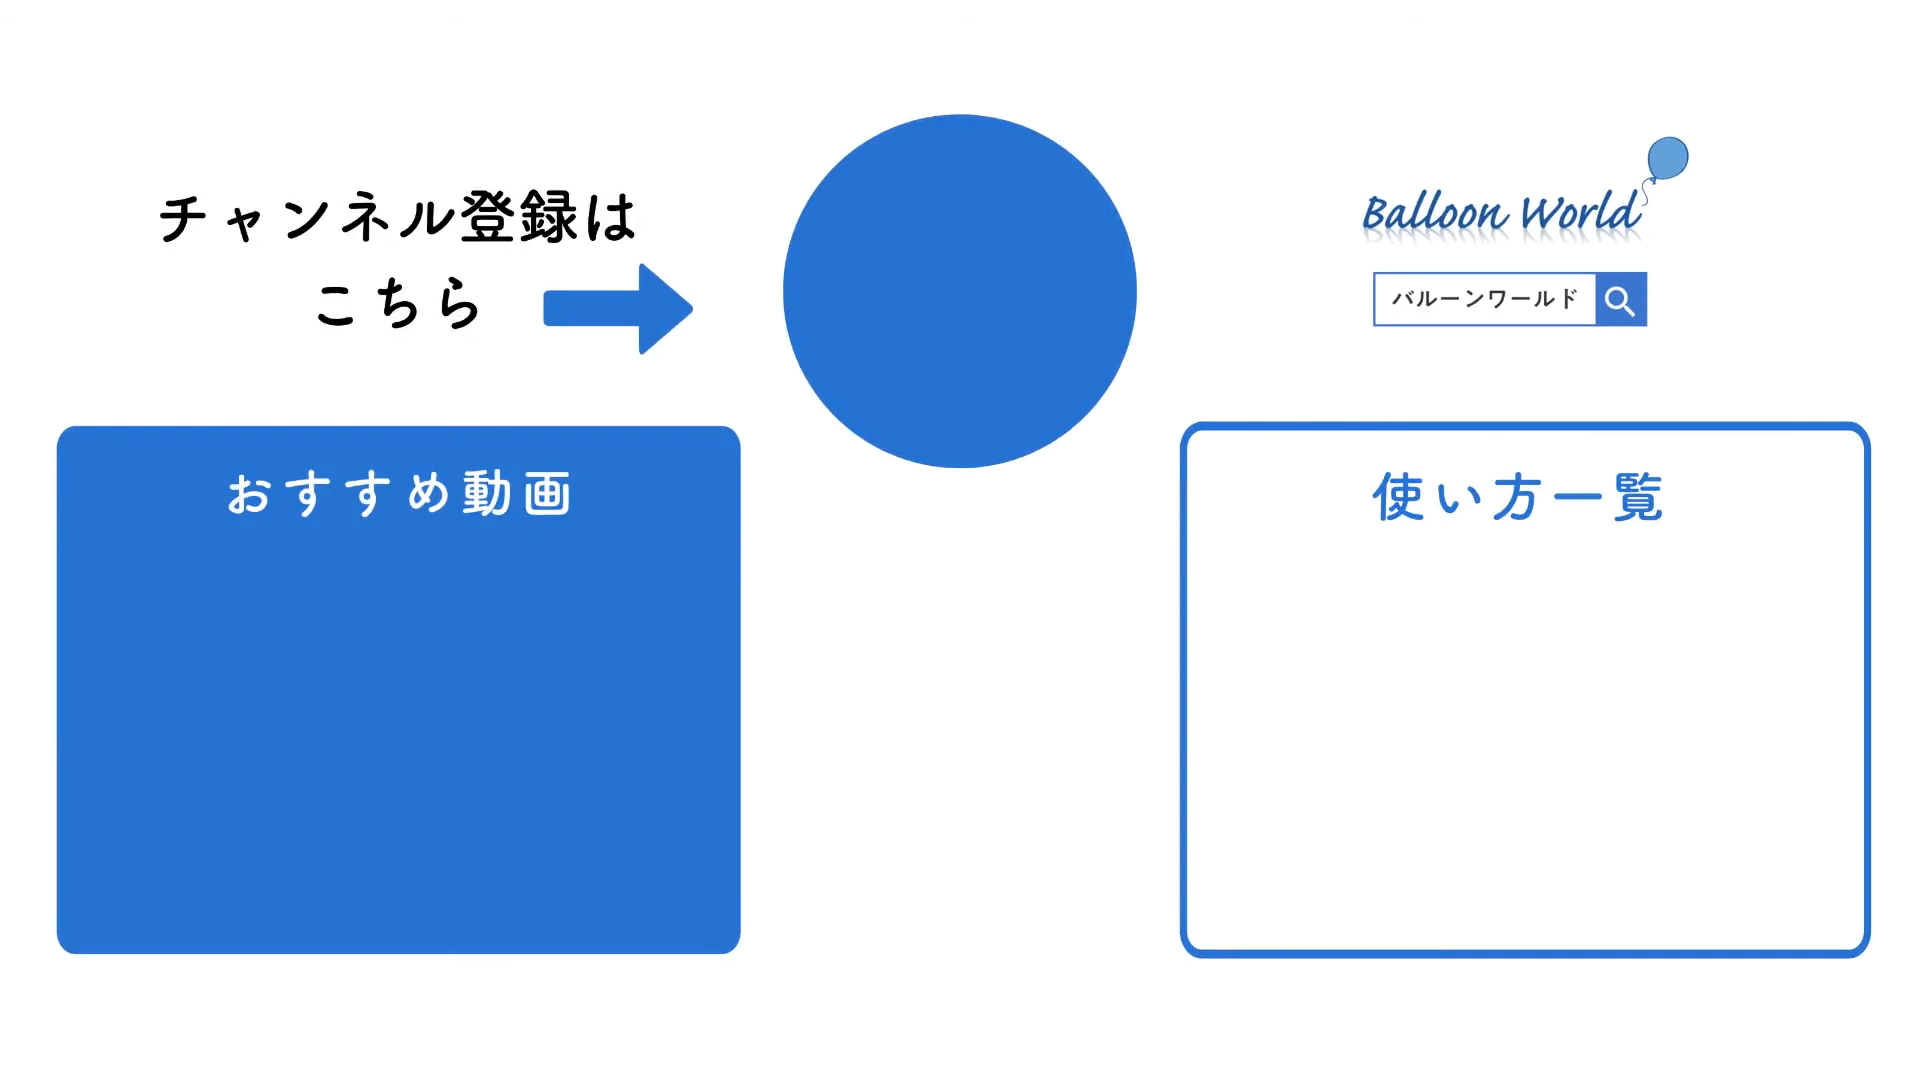 チャンネル登録は
こちら
Balloon World
バルーンワールド
おすすめ動画
使い方一覧